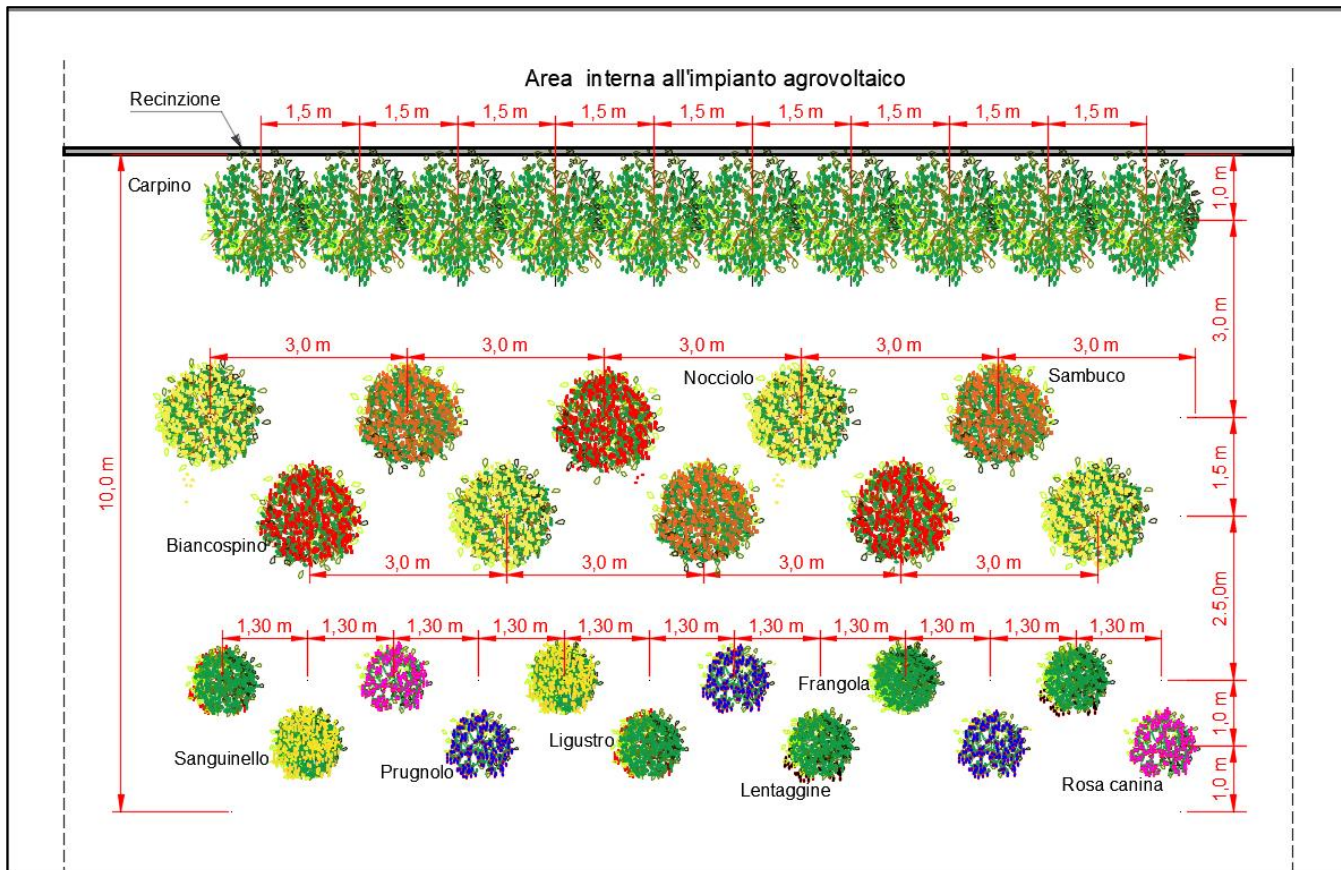 Area interna all'impianto agrovoltaico
Recinzione
1,5 m 1,5 m 1,5 m 1,5 m 1,5 m 1,5 m 1,5 m 1,5 m 1,5 m
Carpino
1,0 m
3,0 m
3,0 m 3,0 m 3,0 m 3,0 m 3,0 m
Nocciolo
Sambuco
1,5 m
10,0 m
Biancospino
3,0 m 3,0 m 3,0 m 3,0 m
2.5,0m
1,30 m 1,30 m 1,30 m 1,30 m 1,30 m 1,30 m 1,30 m 1,30 m 1,30 m 1,30 m 1,30 m
Frangola
1,0 m
Sanguinello
Prugnolo
Ligustro
Lentaggine
Rosa canina
1,0 m